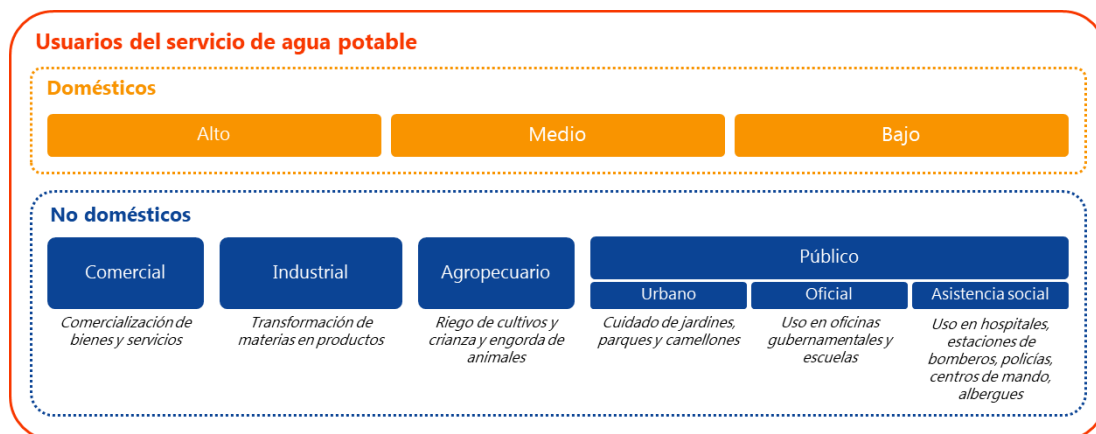 Usuarios del servicio de agua potable
Domésticos
Alto
Medio
Bajo
No domésticos
Comercial
Comercialización de
bienes y servicios
Industrial
Transformación de
materias en productos
Agropecuario
Riego de cultivos y
crianza y engorda de
animales
Público
Urbano
Cuidado de jardines,
parques y camellones
Oficial
Uso en oficinas
gubernamentales y
escuelas
Asistencia social
Uso en hospitales,
estaciones de
bomberos, policías,
centros de mando,
albergues